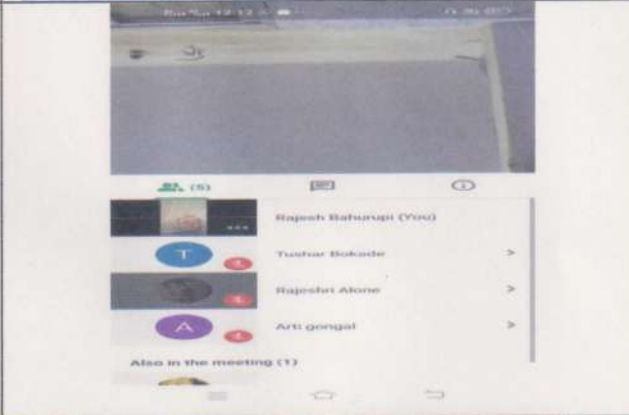 (5)
Rajesh Bahurupi (You)
T
Tushar Bokade
Rajeshri Alone
A
Arti gongal
Also in the meeting (1)